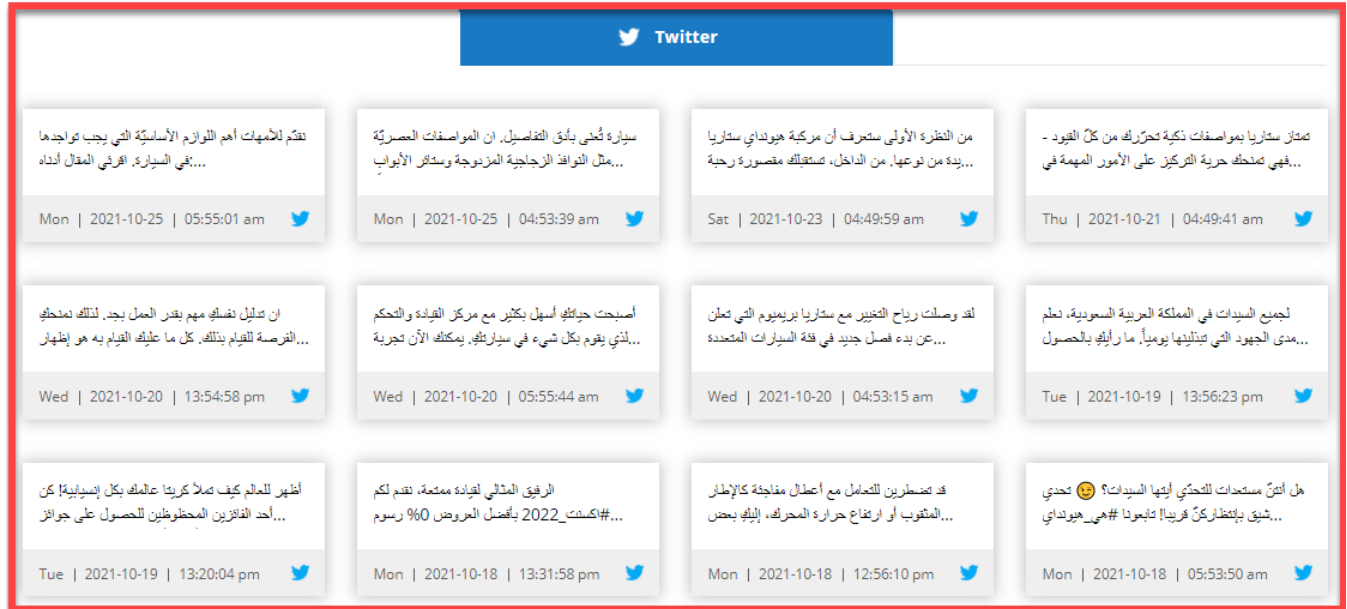 Twitter
نقدّم للأمهات أهم اللوازم الأساسيّة التي يجب تواجدها
في السيارة. اقرئي المقال أدناه:...
Mon | 2021-10-25 | 05:55:01 am
سيارة تُعنى بأدق التفاصيل. ان المواصفات العصريّة
مثل النوافذ الزجاجية المزدوجة وستائر الأبواب...
Mon | 2021-10-25 | 04:53:39 am
من النظرة الأولى ستعرف أن مركبة هيونداي ستاريا
يدة من نوعها. من الداخل، تستقبلك مقصورة رحبة...
Sat | 2021-10-23 | 04:49:59 am
تمتاز ستاريا بمواصفات ذكية تحرّرك من كلّ القيود -
فهي تمنحك حرية التركيز على الأمور المهمة في...
Thu | 2021-10-21 | 04:49:41 am
ان تدليل نفسكِ مهم بقدر العمل بجد. لذلك نمنحكِ
الفرصة للقيام بذلك. كل ما عليك القيام به هو إظهار...
Wed | 2021-10-20 | 13:54:58 pm
أصبحت حياتكِ أسهل بكثير مع مركز القيادة والتحكم
لذي يقوم بكل شيء في سيارتكِ. يمكنك الآن تجربة...
Wed | 2021-10-20 | 05:55:44 am
لقد وصلت رياح التغيير مع ستاريا بريميوم التي تعلن
عن بدء فصل جديد في فئة السيارات المتعددة...
Wed | 2021-10-20 | 04:53:15 am
لجميع السيدات في المملكة العربية السعودية، نعلم
مدى الجهود التي تبذلينها يومياً. ما رأيكِ بالحصول...
Tue | 2021-10-19 | 13:56:23 pm
أظهر للعالم كيف تملأ كريتا عالمك بكل إنسيابية! كن
أحد الفائزين المحظوظين للحصول على جوائز...
Tue | 2021-10-19 | 13:20:04 pm
الرفيق المثالي لقيادة ممتعة، نقدم لكم
#اكسنت_2022 بأفضل العروض 0% رسوم...
Mon | 2021-10-18 | 13:31:58 pm
قد تضطرين للتعامل مع أعطال مفاجئة كالإطار
المثقوب أو ارتفاع حرارة المحرك، إليكِ بعض...
Mon | 2021-10-18 | 12:56:10 pm
هل أنتنّ مستعدات للتحدّي أيتها السيدات؟ 😉 تحدي
شيق بإنتظاركنّ قريبا! تابعونا #هي_هيونداي...
Mon | 2021-10-18 | 05:53:50 am